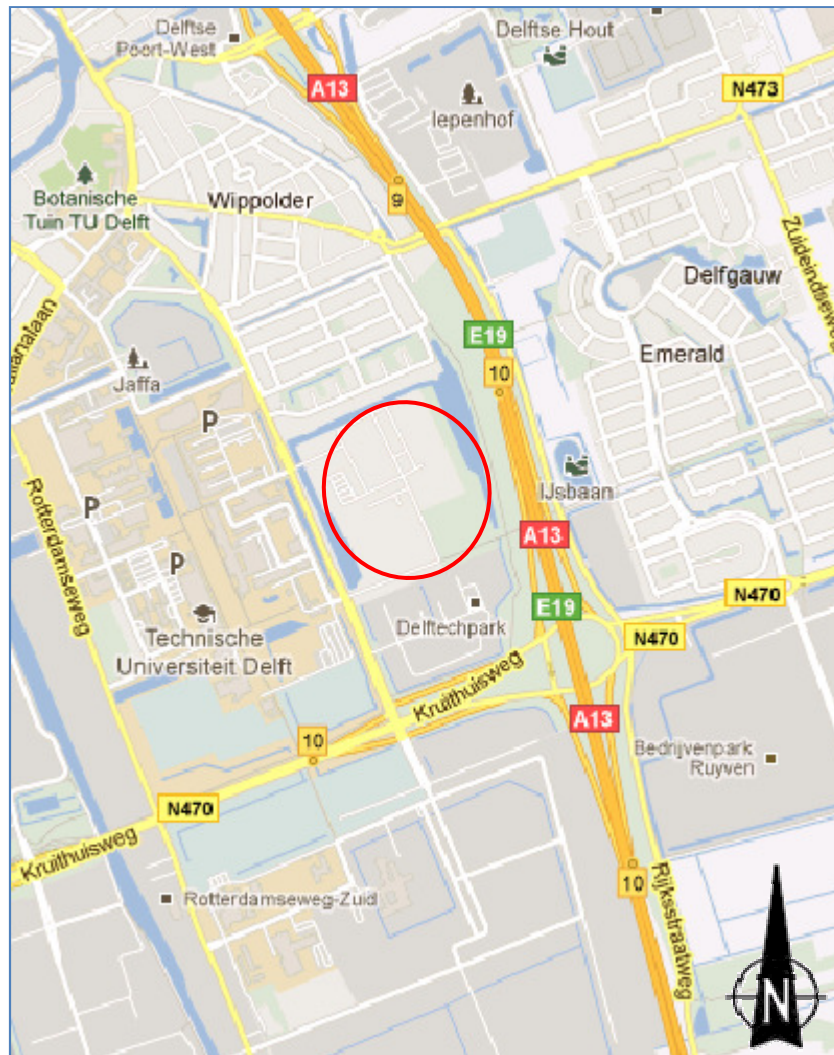 Delftse
Poort-West
Delftse Hout
A13
N473
Iepenhof
9
Botanische
Tuin TU Delft
Wippolder
Delfgauw
E19
Emerald
10
Jaffa
P
IJsbaan
P
Rotterdamseweg
A13
P
N470
E19
Technische
Universiteit Delft
Delftechpark
N470
Kruithuisweg
A13
10
Bedrijvenpark
Ruyven
N470
Kruithuisweg
10
Rijksstraatweg
Rotterdamseweg-Zuid
N